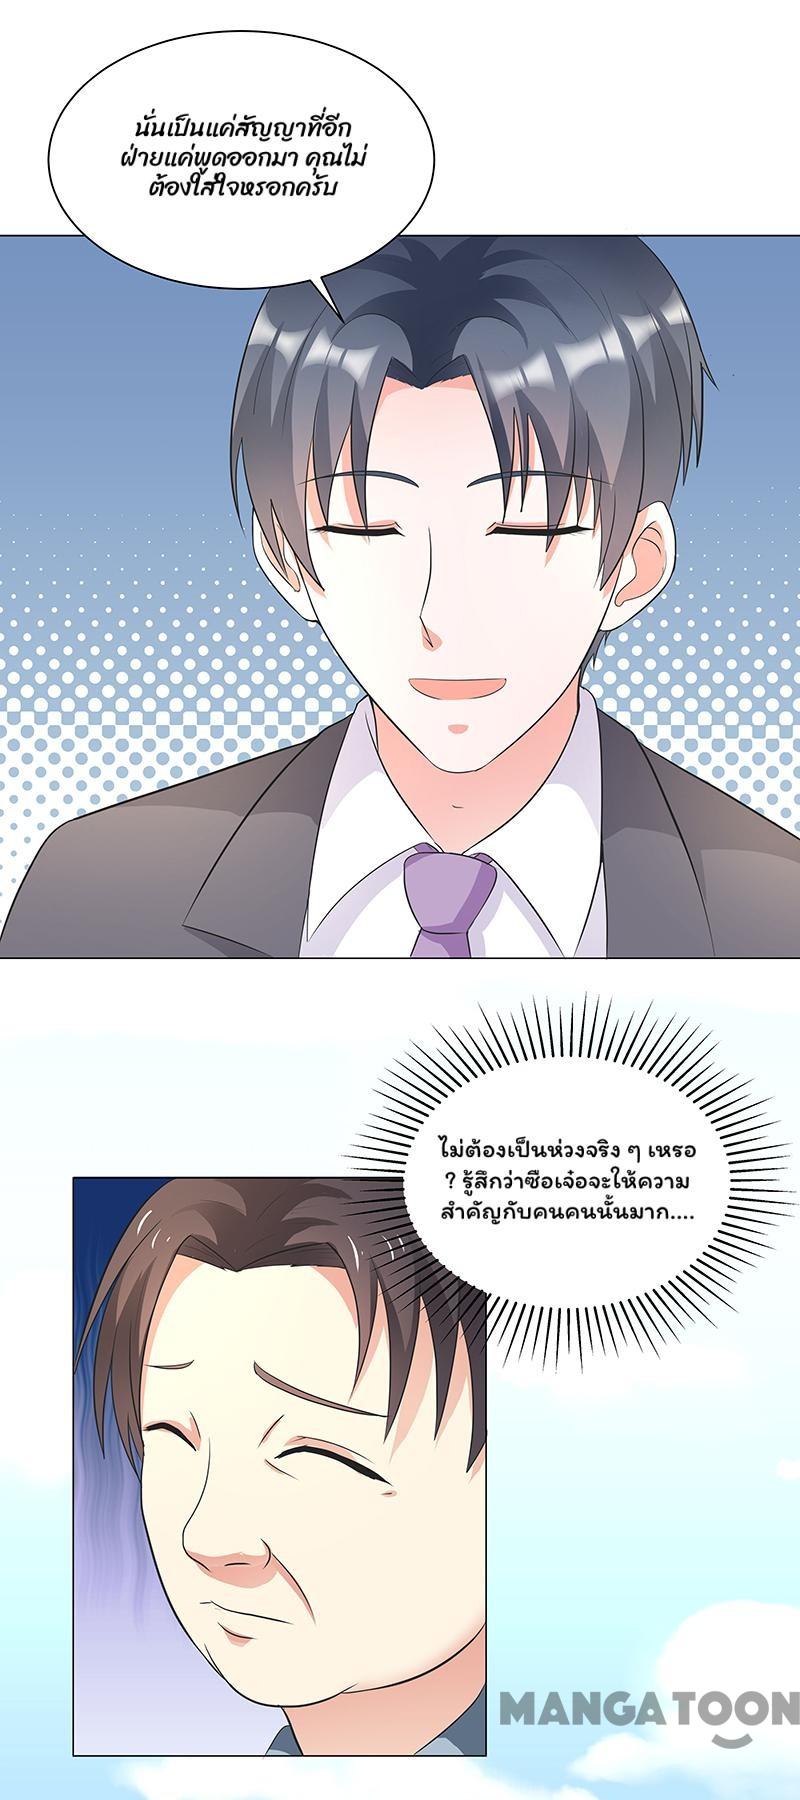 นั่นเป็นแค่สัญญาที่อีก
ฝ่ายแค่พูดออกมา คุณไม่
ต้องใส่ใจหรอกครับ
ไม่ต้องเป็นห่วงจริง ๆ เหรอ
? รู้สึกว่าซือเจ๋อจะให้ความ
สำคัญกับคนคนนั้นมาก....
MANGATOON